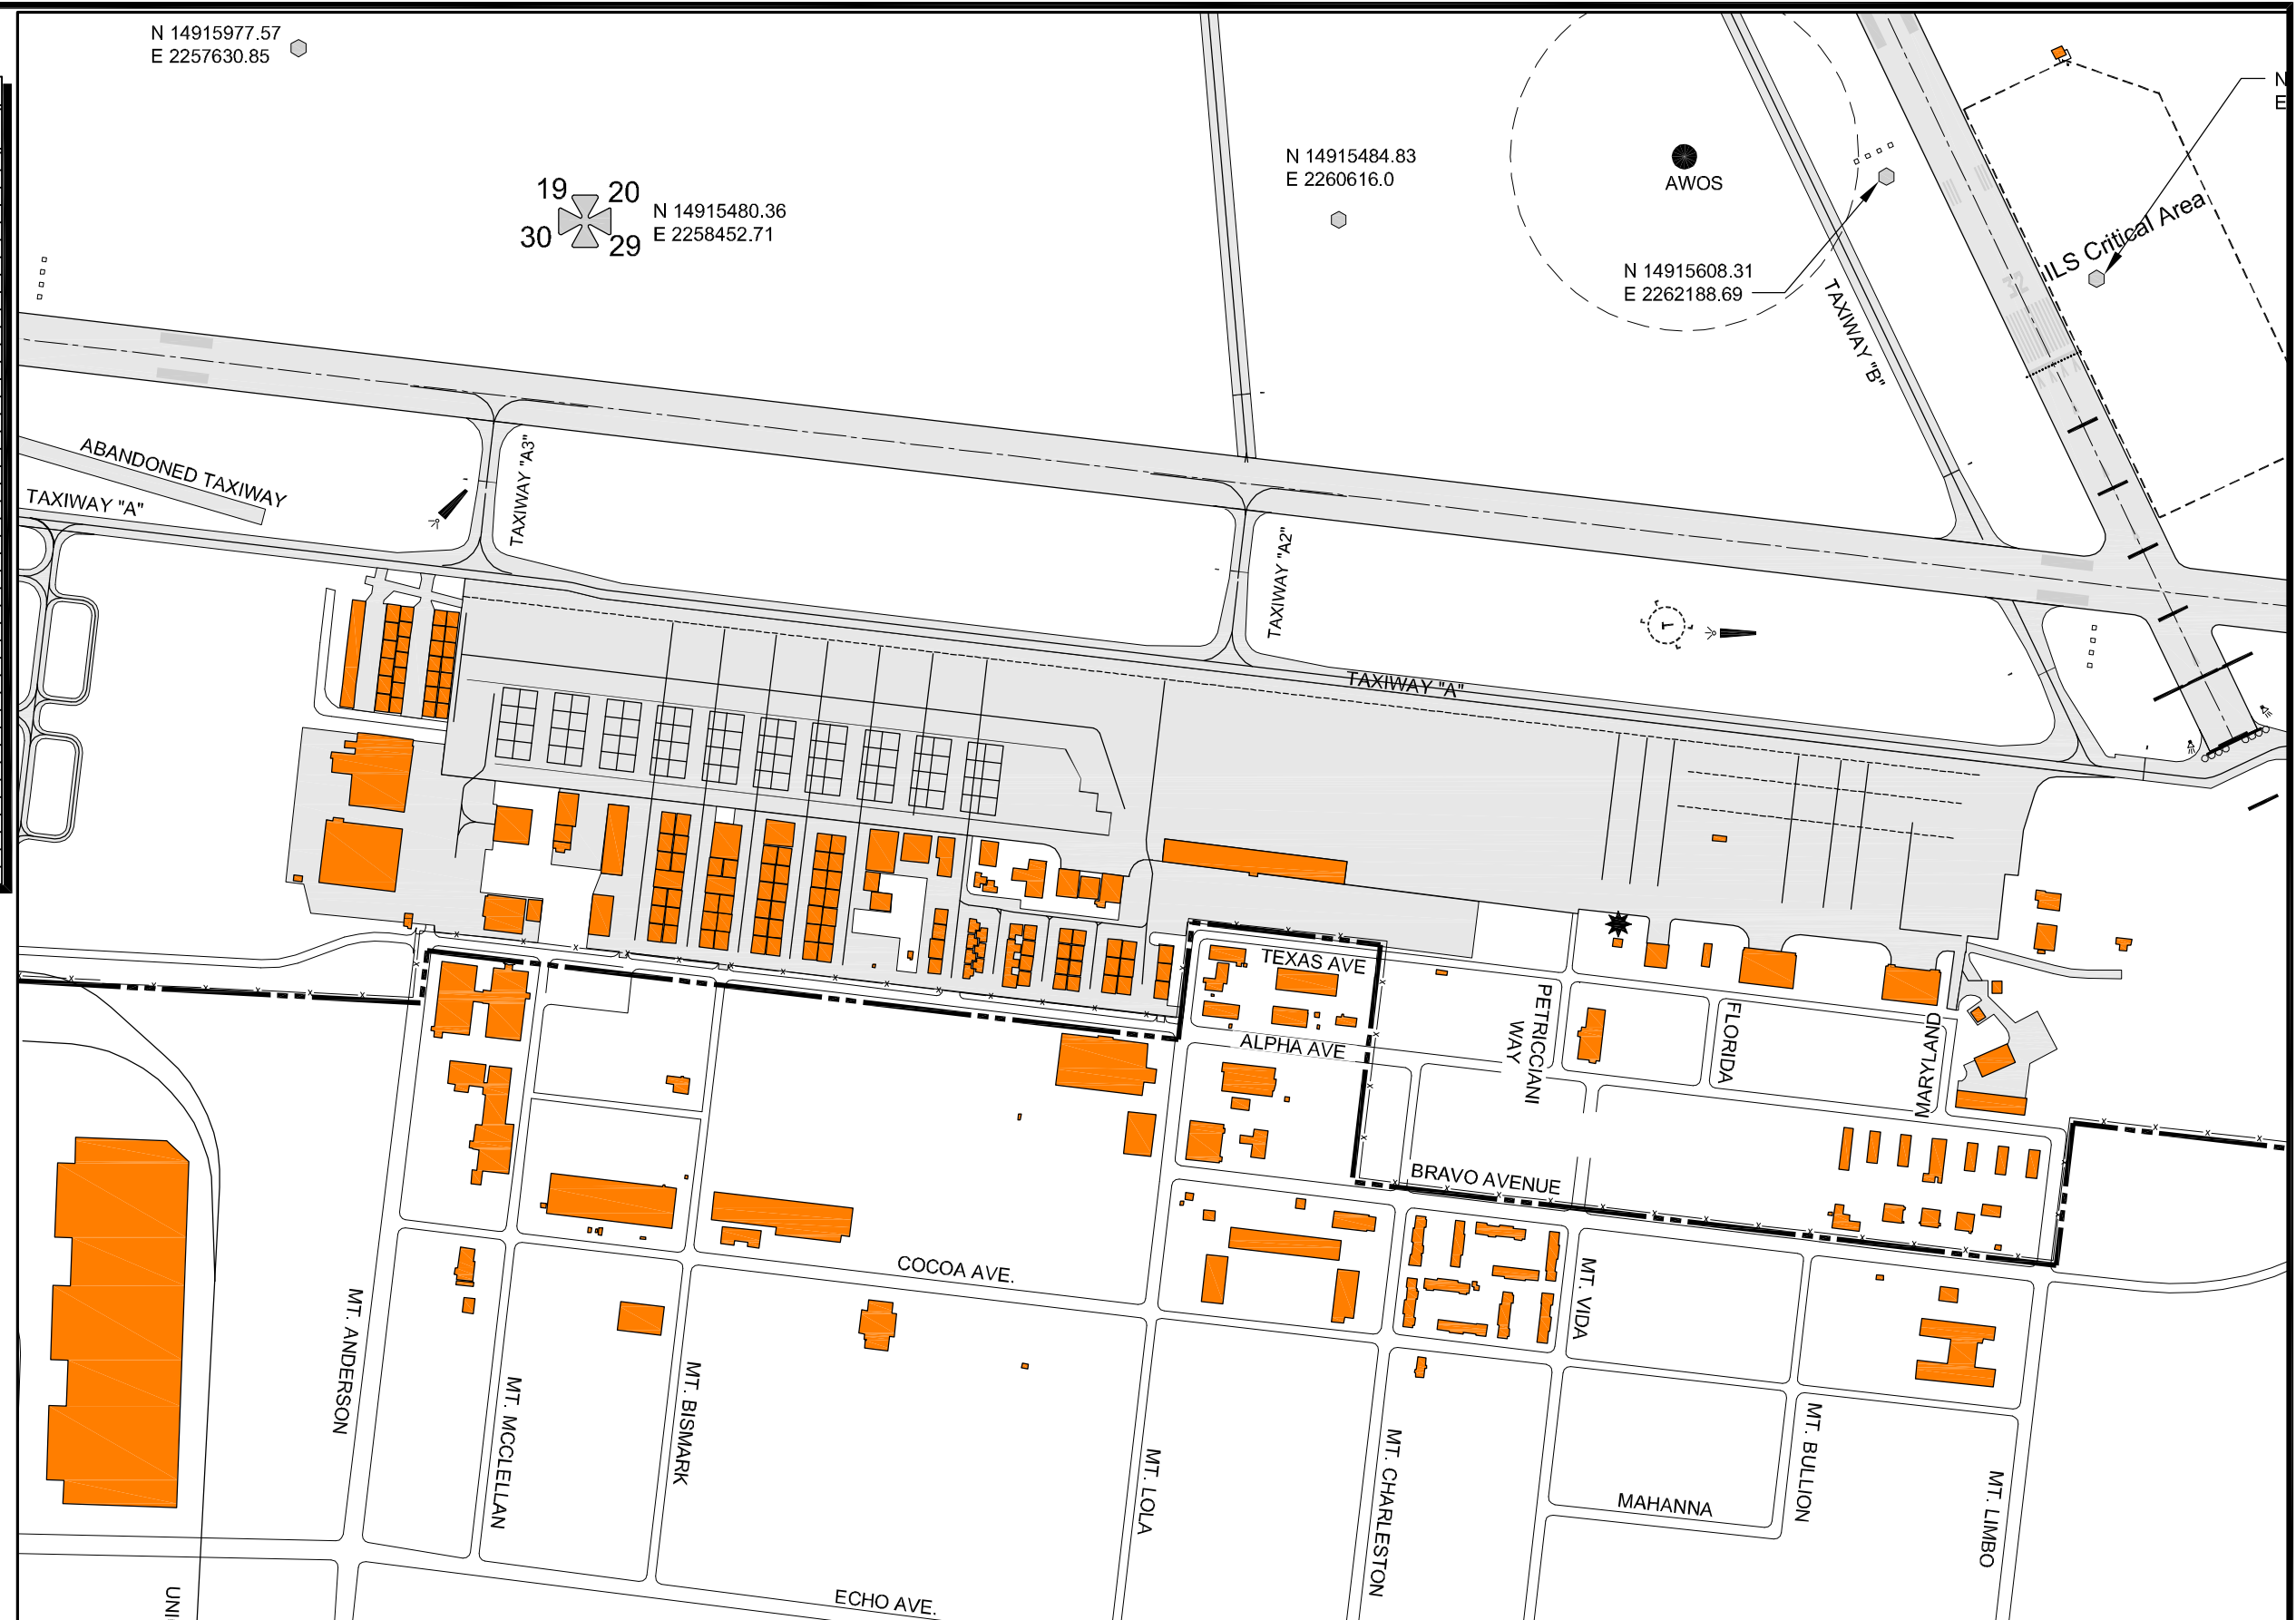 N 14915977.57
E 2257630.85
19 20
30 29
N 14915480.36
E 2258452.71
N 14915484.83
E 2260616.0
AWOS
N 14915608.31
E 2262188.69
N
E
ILS Critical Area
32
TAXIWAY "B"
ABANDONED TAXIWAY
TAXIWAY "A"
TAXIWAY "A3"
TAXIWAY "A2"
T
TAXIWAY "A"
TEXAS AVE
ALPHA AVE
PETRICCIANI
WAY
FLORIDA
MARYLAND
BRAVO AVENUE
COCOA AVE.
MT. ANDERSON
MT. MCCLELLAN
MT. BISMARK
MT. LOLA
MT. CHARLESTON
MT. VIDA
MT. BULLION
MT. LIMBO
MAHANNA
ECHO AVE.